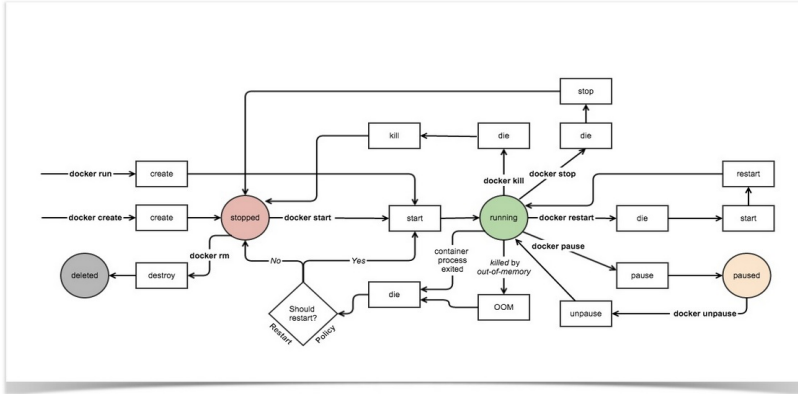 stop
kill
die
die
docker run
create
docker kill
docker stop
restart
docker create
create
stopped
docker start
start
running
docker restart
die
start
docker rm
No
Yes
container
process
exited
killed by
out-of-memory
docker pause
deleted
destroy
Should
restart?
Restart
Policy
die
OOM
pause
paused
unpause
docker unpause